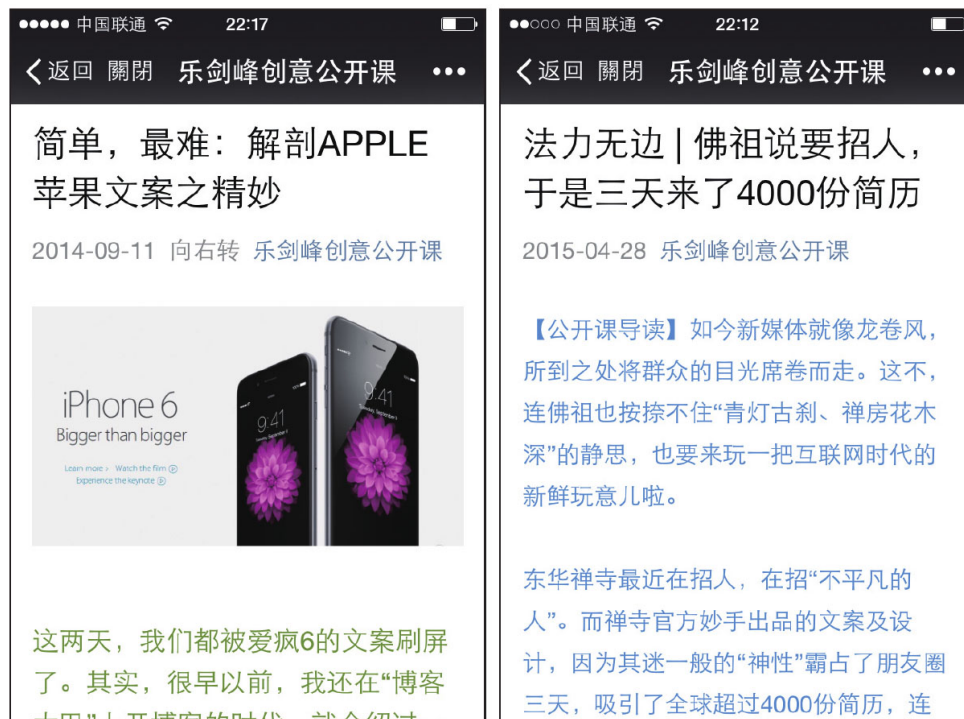 中国联通 22:17
返回 關閉 乐剑峰创意公开课
简单，最难：解剖APPLE
苹果文案之精妙
2014-09-11 向右转 乐剑峰创意公开课
iPhone 6
Bigger than bigger
Learn more Watch the film
Experience the keynote
9:41
9:41
这两天，我们都被爱疯6的文案刷屏
了。其实，很早以前，我还在“博客
中国联通 22:12
返回 關閉 乐剑峰创意公开课
法力无边 | 佛祖说要招人，
于是三天来了4000份简历
2015-04-28 乐剑峰创意公开课
【公开课导读】如今新媒体就像龙卷风，
所到之处将群众的目光席卷而走。这不，
连佛祖也按捺不住“青灯古刹、禅房花木
深”的静思，也要来玩一把互联网时代的
新鲜玩意儿啦。
东华禅寺最近在招人，在招“不平凡的
人”。而禅寺官方妙手出品的文案及设
计，因为其迷一般的“神性”霸占了朋友圈
三天，吸引了全球超过4000份简历，连